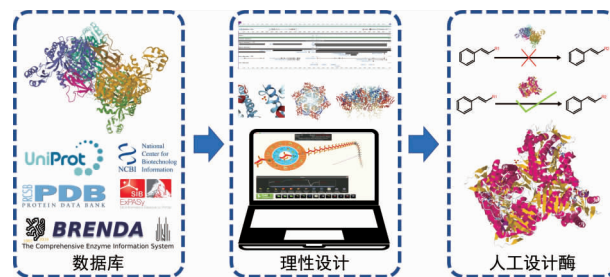 UniProt
National
Center for
Biotechnology
Information
NCBI
RCSB
PDB
PROTEIN DATA BANK
SIB
ExPASy
BRENDA
The Comprehensive Enzyme Information System
数据库
理性设计
人工设计酶